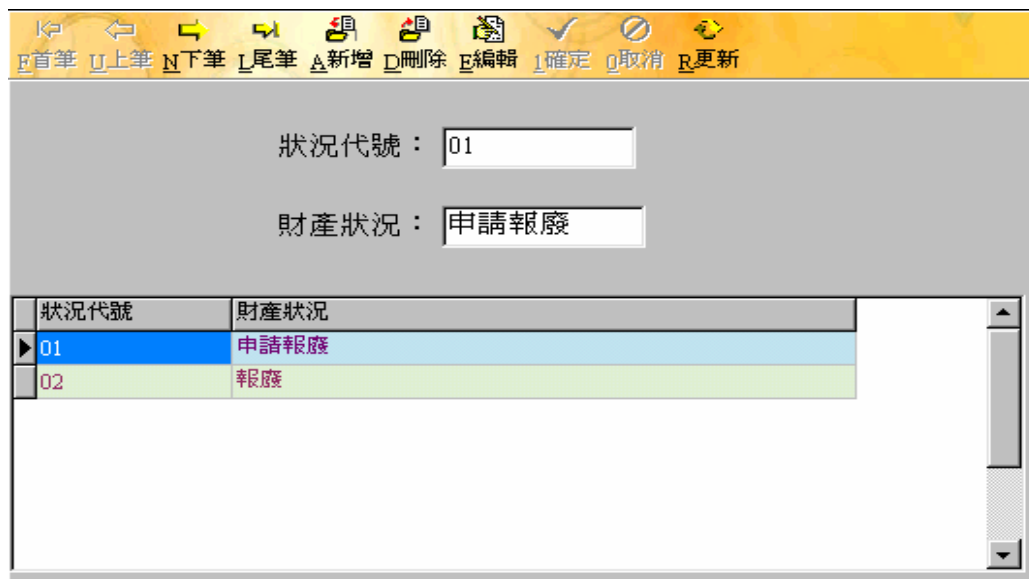 F首筆 U上筆 N下筆 L尾筆 A新增 D刪除 E編輯 1確定 0取消 R更新
狀況代號： 01
財產狀況： 申請報廢
狀況代號 財產狀況
01 申請報廢
02 報廢